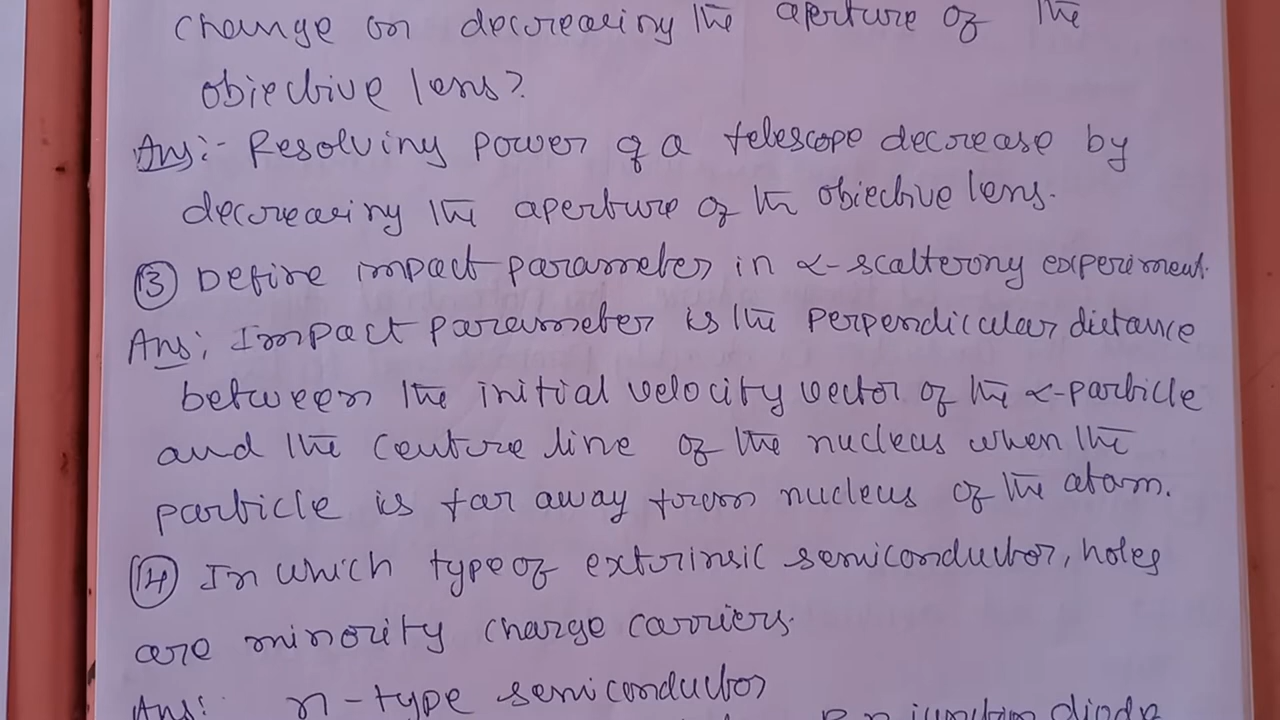 change on decreasing the aperture of the
objective lens?
Ans:- Resolving power of a telescope decrease by
decreasing the aperture of the objective lens.
(13) Define impact parameter in α-scattering experiment.
Ans: Impact parameter is the perpendicular distance
between the initial velocity vector of the α-particle
and the centre line of the nucleus when the
particle is far away from nucleus of the atom.
(14) In which type of extrinsic semiconductor, holes
are minority charge carriers.
Ans: n-type semiconductor
P n junction diode